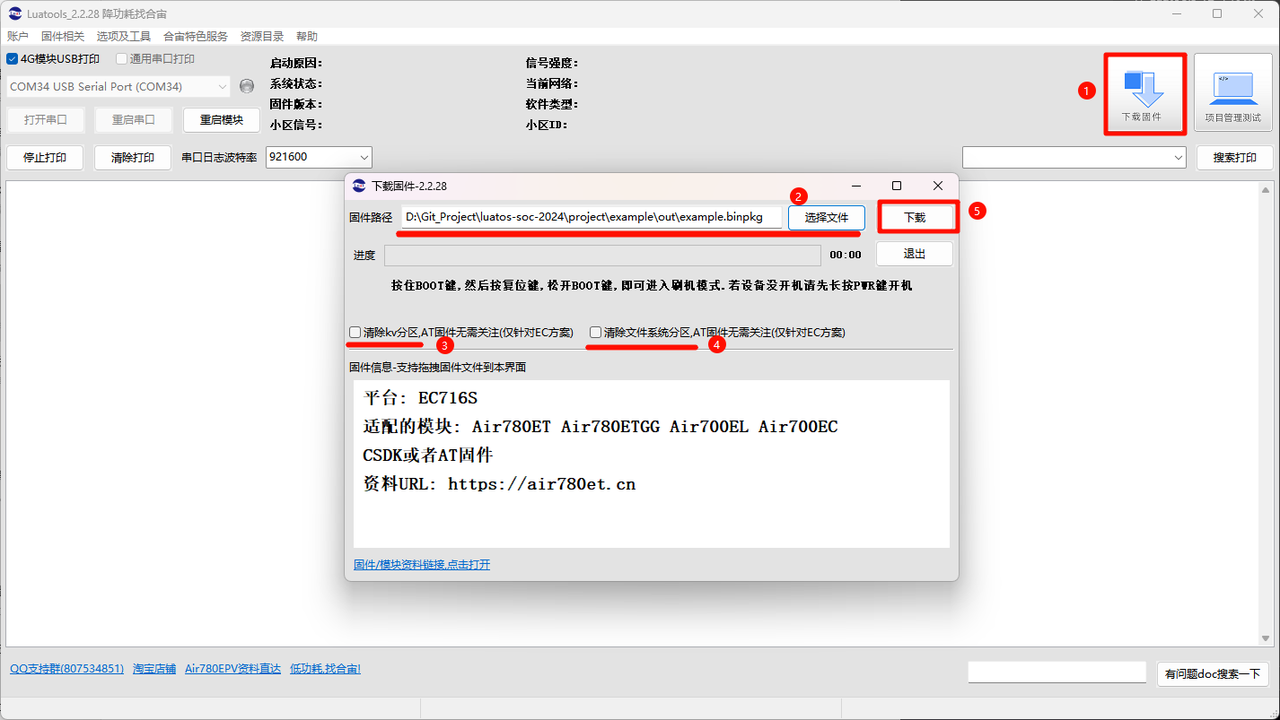 Luatools_2.2.28 降功耗找合宙
账户 固件相关 选项及工具 合宙特色服务 资源目录 帮助
4G模块USB打印 通用串口打印
COM34 USB Serial Port (COM34)
打开串口 重启串口 重启模块
停止打印 清除打印 串口日志波特率 921600
启动原因: 信号强度:
系统状态: 当前网络:
固件版本: 软件类型:
小区信号: 小区ID:
1
下载固件
项目管理测试
搜索打印
下载固件-2.2.28
2
固件路径 D:\Git_Project\luatos-soc-2024\project\example\out\example.binpkg 选择文件 下载 5
进度 00:00 退出
按住BOOT键,然后按复位键,松开BOOT键,即可进入刷机模式.若设备没开机请先长按PWR键开机
清除kv分区,AT固件无需关注(仅针对EC方案) 清除文件系统分区,AT固件无需关注(仅针对EC方案)
3 4
固件信息-支持拖拽固件文件到本界面
平台: EC716S
适配的模块: Air780ET Air780ETGG Air700EL Air700EC
CSDK或者AT固件
资料URL: https://air780et.cn
固件/模块资料链接,点击打开
QQ支持群(807534851) 淘宝店铺 Air780EPV资料直达 低功耗,找合宙!
有问题doc搜索一下